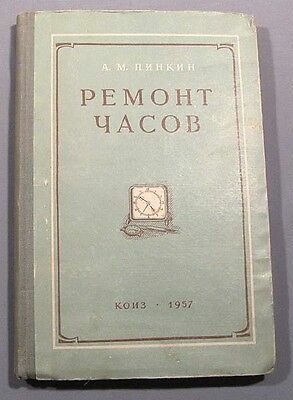 А. М. ПИНКИН
РЕМОНТ
ЧАСОВ
КОИЗ · 1957